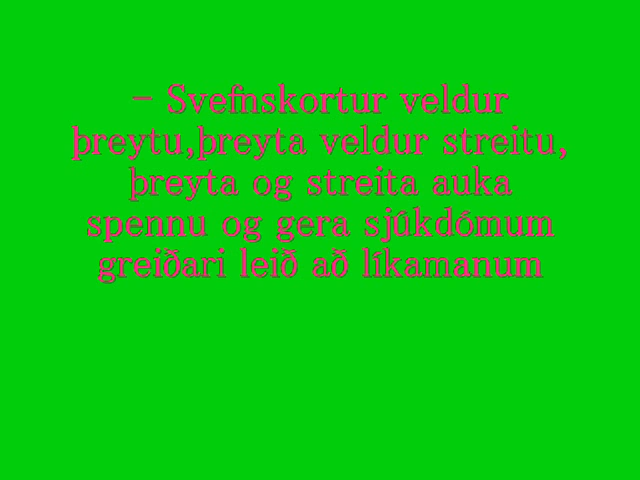 - Svefnskortur veldur
þreytu,þreyta veldur streitu,
þreyta og streita auka
spennu og gera sjúkdómum
greiðari leið að líkamanum